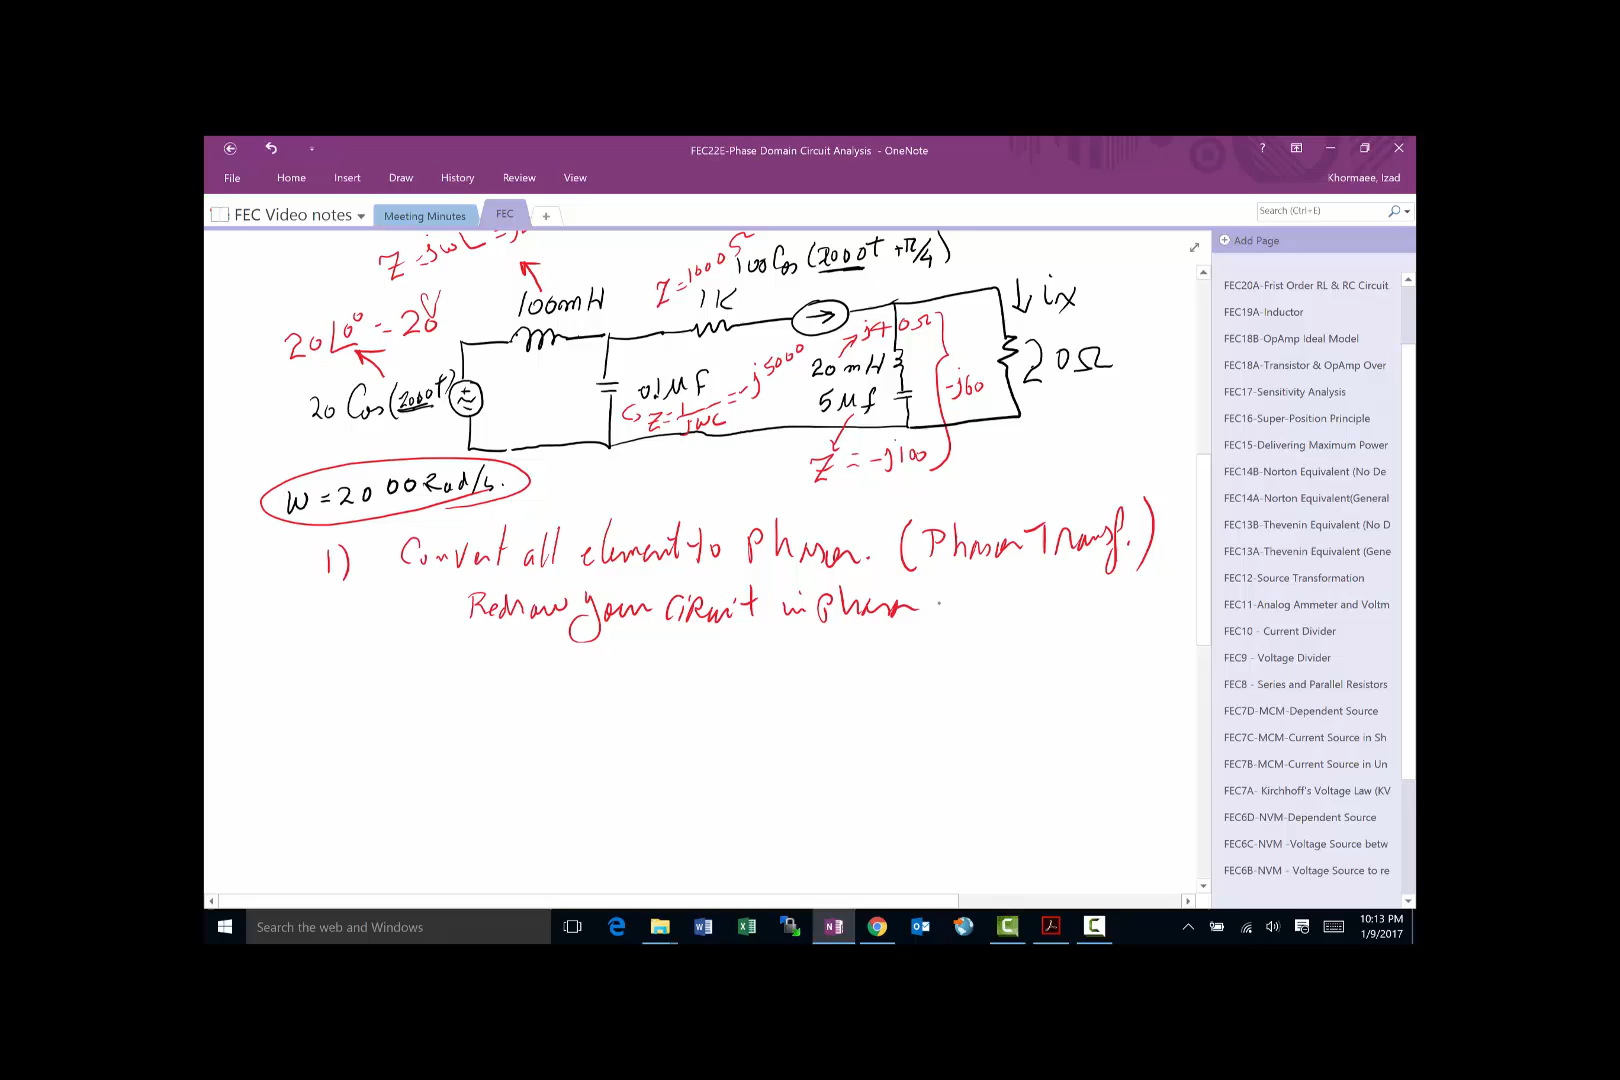 FEC22E-Phase Domain Circuit Analysis - OneNote
?
File
Home
Insert
Draw
History
Review
View
Khormaee, Izad
FEC Video notes
Meeting Minutes
FEC
+
Search (Ctrl+E)
Z=jωL=
Z=1000Ω
100Cos(2000t+π/4)
20∠0°=20V
100mH
1K
↓ix
20Cos(2000t)
0.1μF
Z=1/jωC=-j5000
j40Ω
20mH
5μf
-j60
20Ω
Z=-j100
W=2000Rad/s.
1) Convert all element to Phasor. (Phasor Transf.)
Redraw your circuit in Phasor
Add Page
FEC20A-Frist Order RL & RC Circuit
FEC19A-Inductor
FEC18B-OpAmp Ideal Model
FEC18A-Transistor & OpAmp Over
FEC17-Sensitivity Analysis
FEC16-Super-Position Principle
FEC15-Delivering Maximum Power
FEC14B-Norton Equivalent (No De
FEC14A-Norton Equivalent(General
FEC13B-Thevenin Equivalent (No D
FEC13A-Thevenin Equivalent (Gene
FEC12-Source Transformation
FEC11-Analog Ammeter and Voltm
FEC10 - Current Divider
FEC9 - Voltage Divider
FEC8 - Series and Parallel Resistors
FEC7D-MCM-Dependent Source
FEC7C-MCM-Current Source in Sh
FEC7B-MCM-Current Source in Un
FEC7A- Kirchhoff's Voltage Law (KV
FEC6D-NVM-Dependent Source
FEC6C-NVM -Voltage Source betw
FEC6B-NVM - Voltage Source to re
Search the web and Windows
10:13 PM
1/9/2017